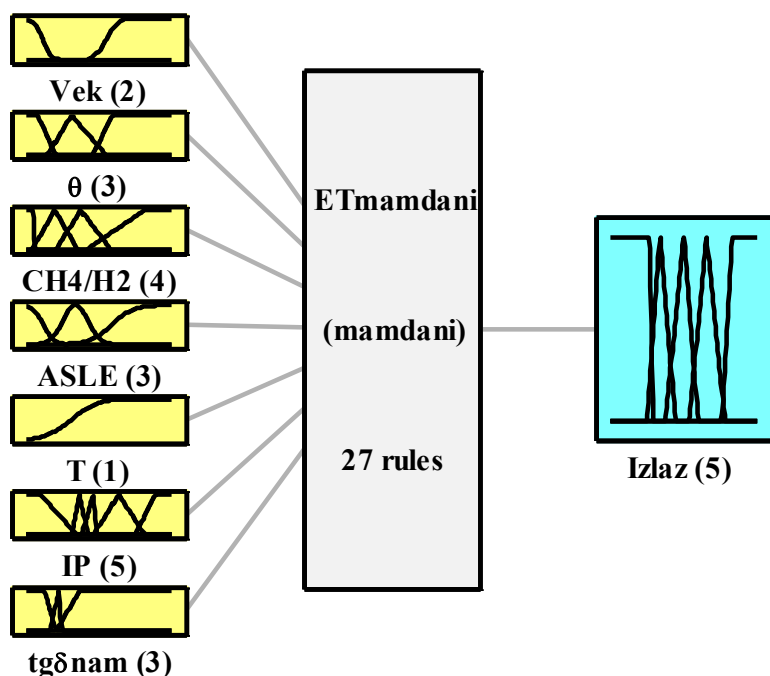 Vek (2)
θ (3)
CH4/H2 (4)
ASLE (3)
T (1)
IP (5)
tgδnam (3)
ETmamdani
(mamdani)
27 rules
Izlaz (5)